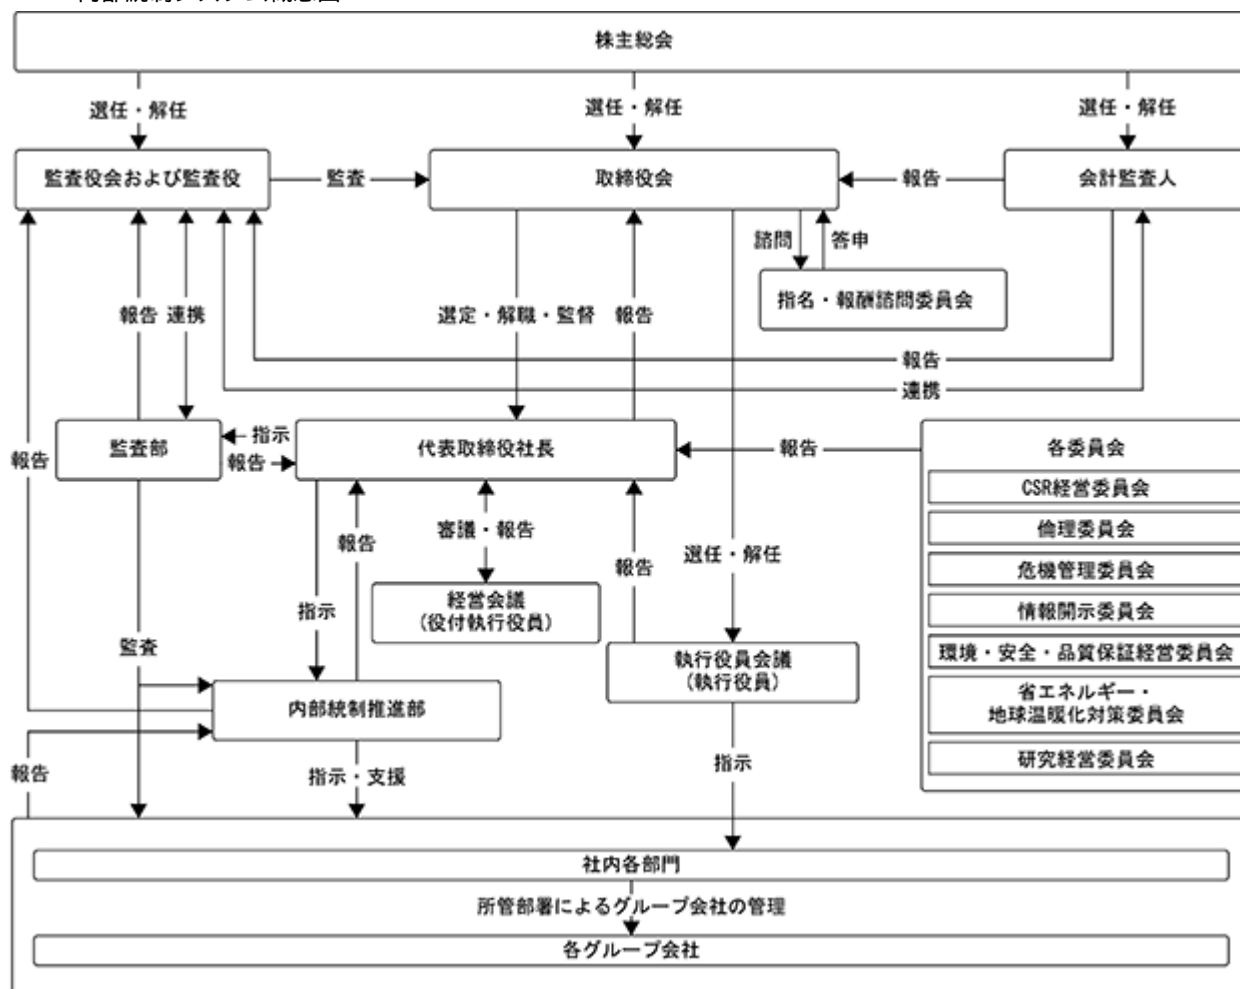 株主総会
選任・解任
選任・解任
選任・解任
監査役会および監査役
監査
取締役会
報告
会計監査人
諮問
答申
指名・報酬諮問委員会
報告
連携
選定・解職・監督
報告
報告
連携
監査部
指示
報告
代表取締役社長
報告
各委員会
CSR経営委員会
倫理委員会
危機管理委員会
情報開示委員会
環境・安全・品質保証経営委員会
省エネルギー・
地球温暖化対策委員会
研究経営委員会
報告
報告
審議・報告
経営会議
(役付執行役員)
報告
選任・解任
指示
監査
執行役員会議
(執行役員)
内部統制推進部
報告
指示・支援
指示
社内各部門
所管部署によるグループ会社の管理
各グループ会社